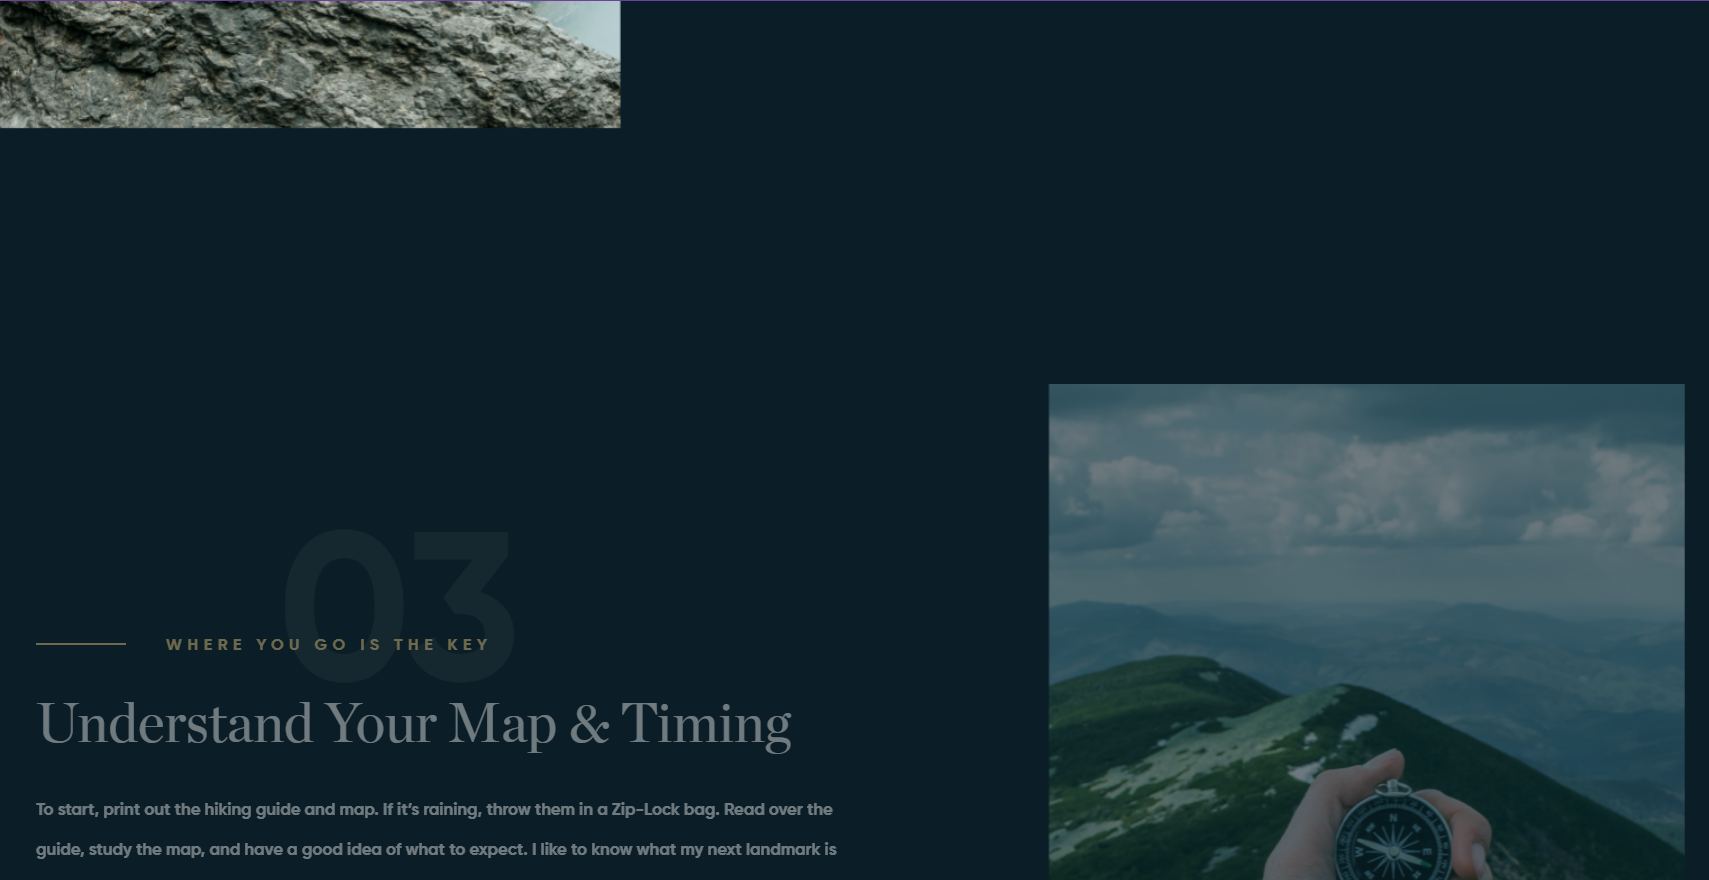 03
WHERE YOU GO IS THE KEY
Understand Your Map & Timing
To start, print out the hiking guide and map. If it’s raining, throw them in a Zip-Lock bag. Read over the
guide, study the map, and have a good idea of what to expect. I like to know what my next landmark is
N
W
E